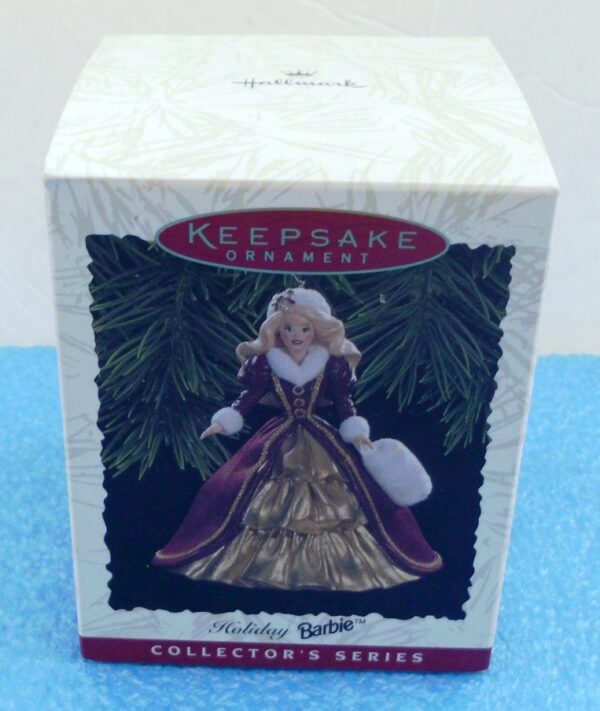 Hallmark
KEEPSAKE
ORNAMENT
Holiday Barbie™
COLLECTOR'S SERIES